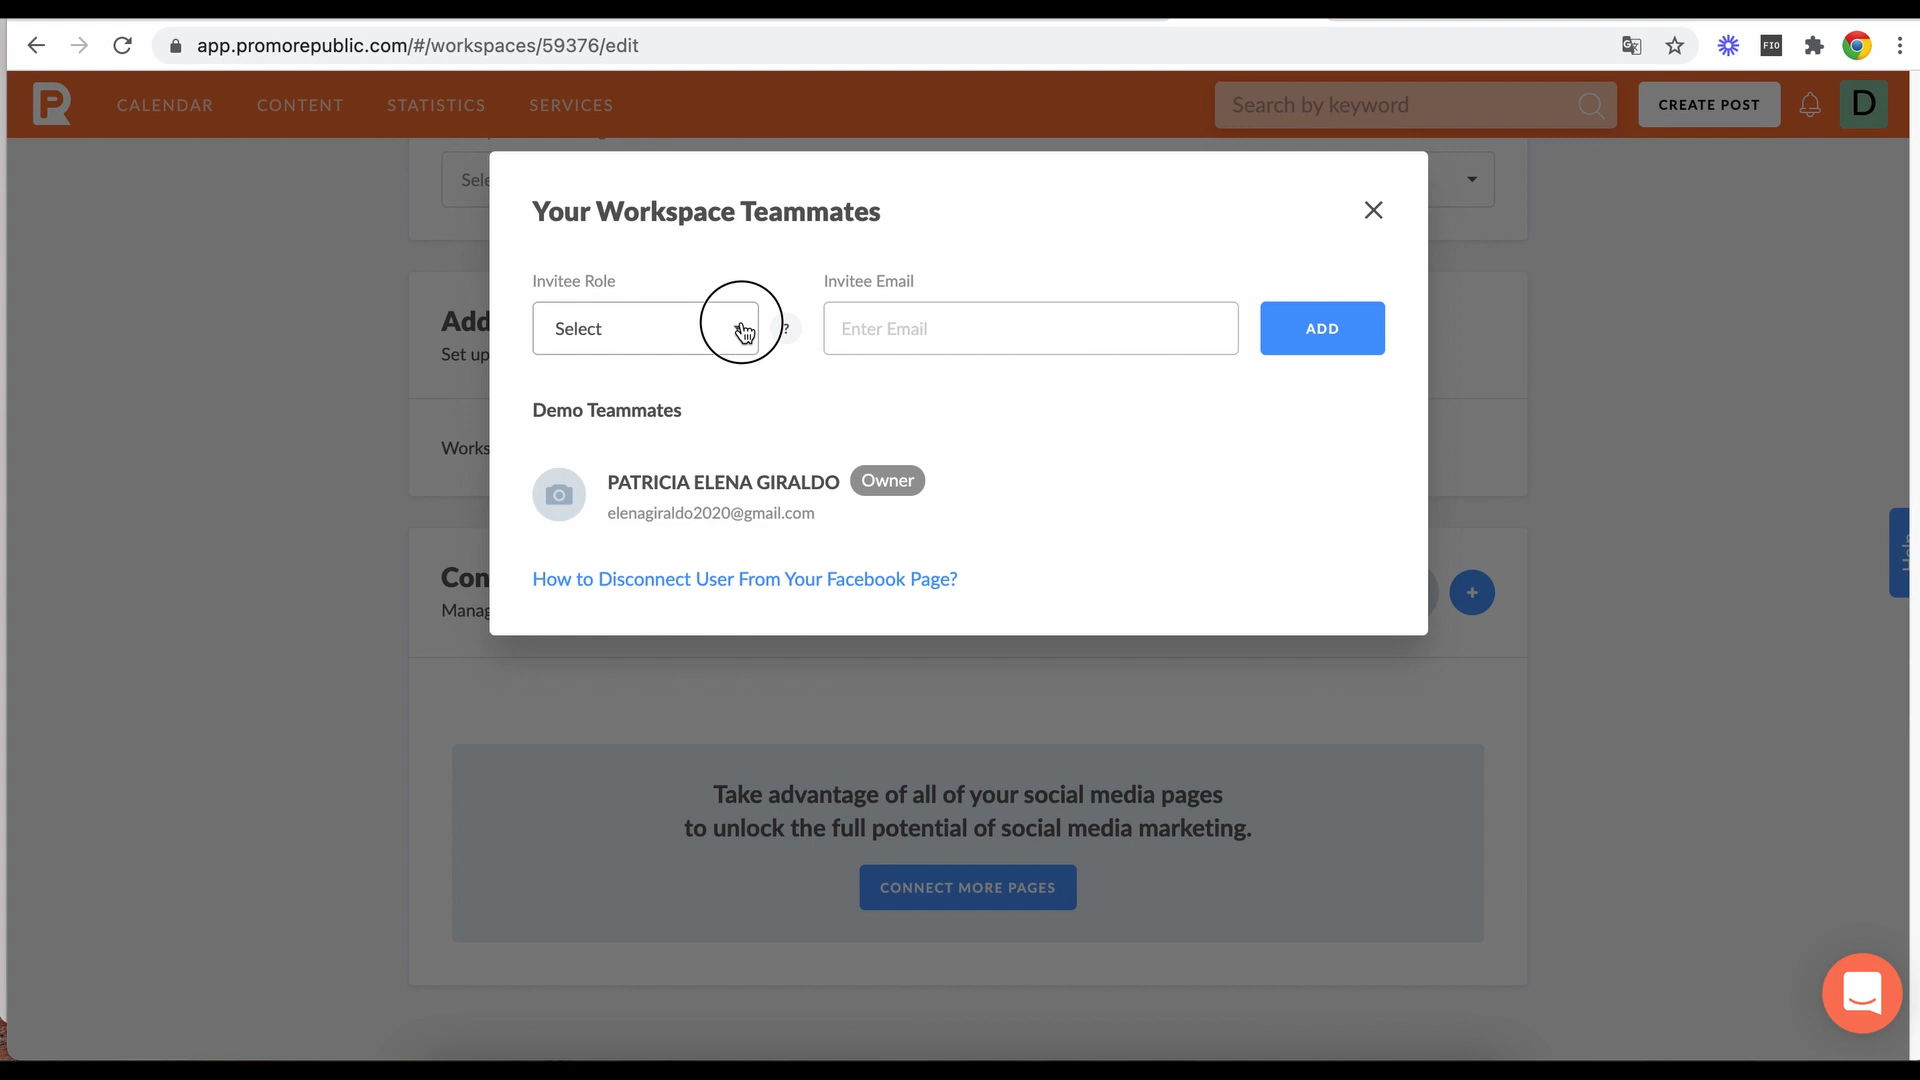 app.promorepublic.com/#/workspaces/59376/edit
FIO
CALENDAR
CONTENT
STATISTICS
SERVICES
Search by keyword
CREATE POST
D
Sele
Your Workspace Teammates
Invitee Role
Invitee Email
Add
Select
?
Enter Email
ADD
Set up
Demo Teammates
Works
PATRICIA ELENA GIRALDO
Owner
elenagiraldo2020@gmail.com
Help
Con
How to Disconnect User From Your Facebook Page?
Manag
Take advantage of all of your social media pages
to unlock the full potential of social media marketing.
CONNECT MORE PAGES